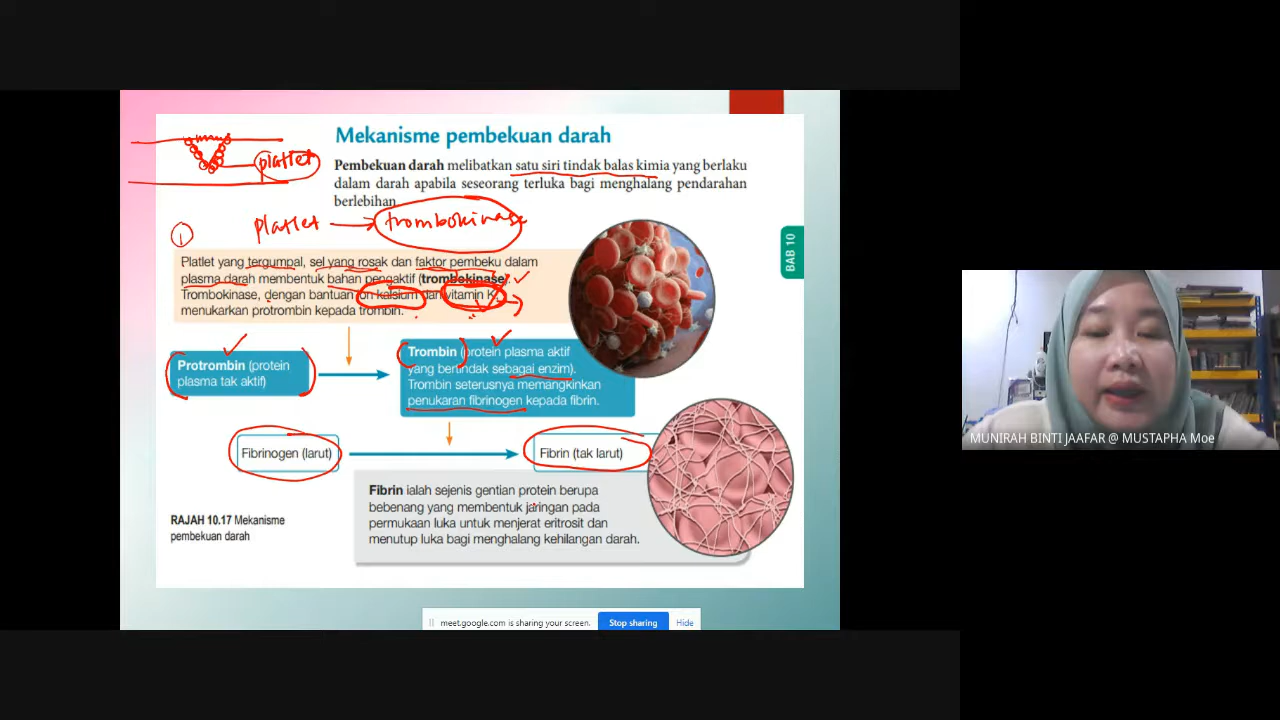 Mekanisme pembekuan darah
Pembekuan darah melibatkan satu siri tindak balas kimia yang berlaku
dalam darah apabila seseorang terluka bagi menghalang pendarahan
berlebihan.
platlet
platlet → trombokinase
1
Platlet yang tergumpal, sel yang rosak dan faktor pembeku dalam
plasma darah membentuk bahan pengaktif (trombokinase).
Trombokinase, dengan bantuan ion kalsium dan vitamin K,
menukarkan protrombin kepada trombin.
BAB 10
Protrombin (protein
plasma tak aktif)
Trombin (protein plasma aktif
yang bertindak sebagai enzim).
Trombin seterusnya memangkinkan
penukaran fibrinogen kepada fibrin.
Fibrinogen (larut)
Fibrin (tak larut)
Fibrin ialah sejenis gentian protein berupa
bebenang yang membentuk jaringan pada
permukaan luka untuk menjerat eritrosit dan
menutup luka bagi menghalang kehilangan darah.
RAJAH 10.17 Mekanisme
pembekuan darah
meet.google.com is sharing your screen.
Stop sharing
Hide
MUNIRAH BINTI JAAFAR @ MUSTAPHA Moe